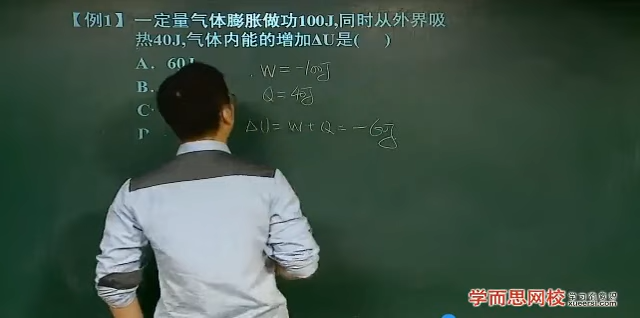 【例1】一定量气体膨胀做功100J,同时从外界吸
热40J,气体内能的增加ΔU是(  )
A. 60J
B.
C.
D
W=-100J
Q=40J
ΔU=W+Q=-60J
学而思网校
xueersi.com